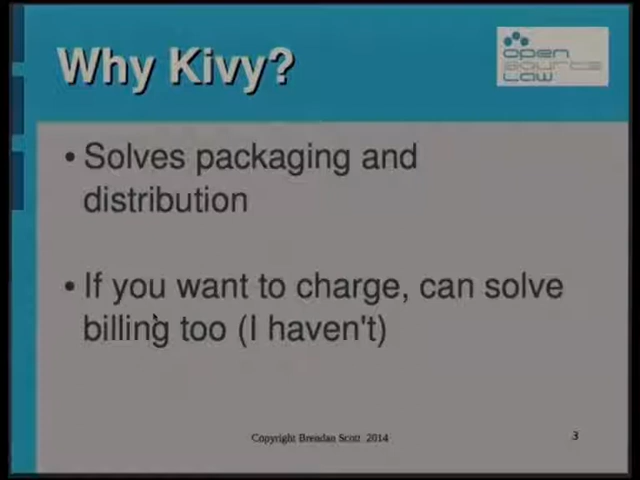 Why Kivy?
open
source
Law
• Solves packaging and
distribution
• If you want to charge, can solve
billing too (I haven't)
Copyright Brendan Scott 2014
3